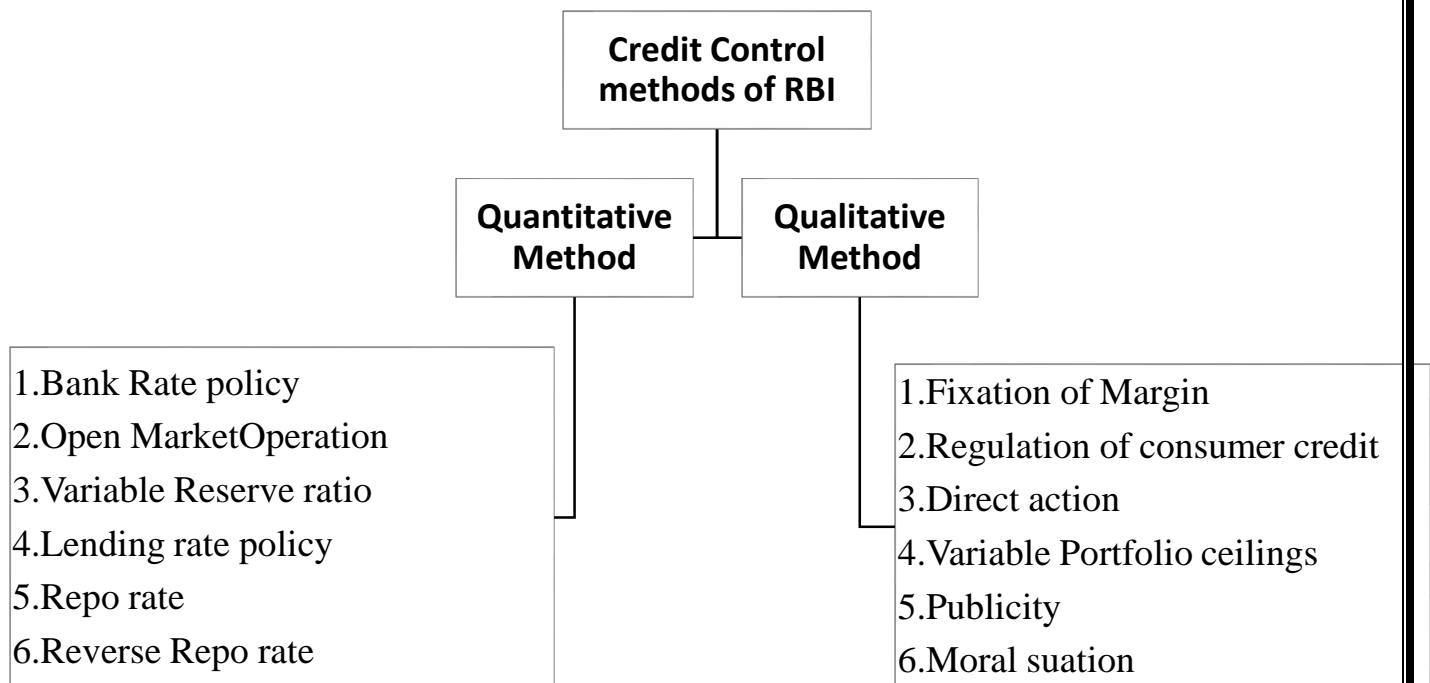 Credit Control
methods of RBI
Quantitative
Method
Qualitative
Method
1.Bank Rate policy
2.Open MarketOperation
3.Variable Reserve ratio
4.Lending rate policy
5.Repo rate
6.Reverse Repo rate
1.Fixation of Margin
2.Regulation of consumer credit
3.Direct action
4.Variable Portfolio ceilings
5.Publicity
6.Moral suation